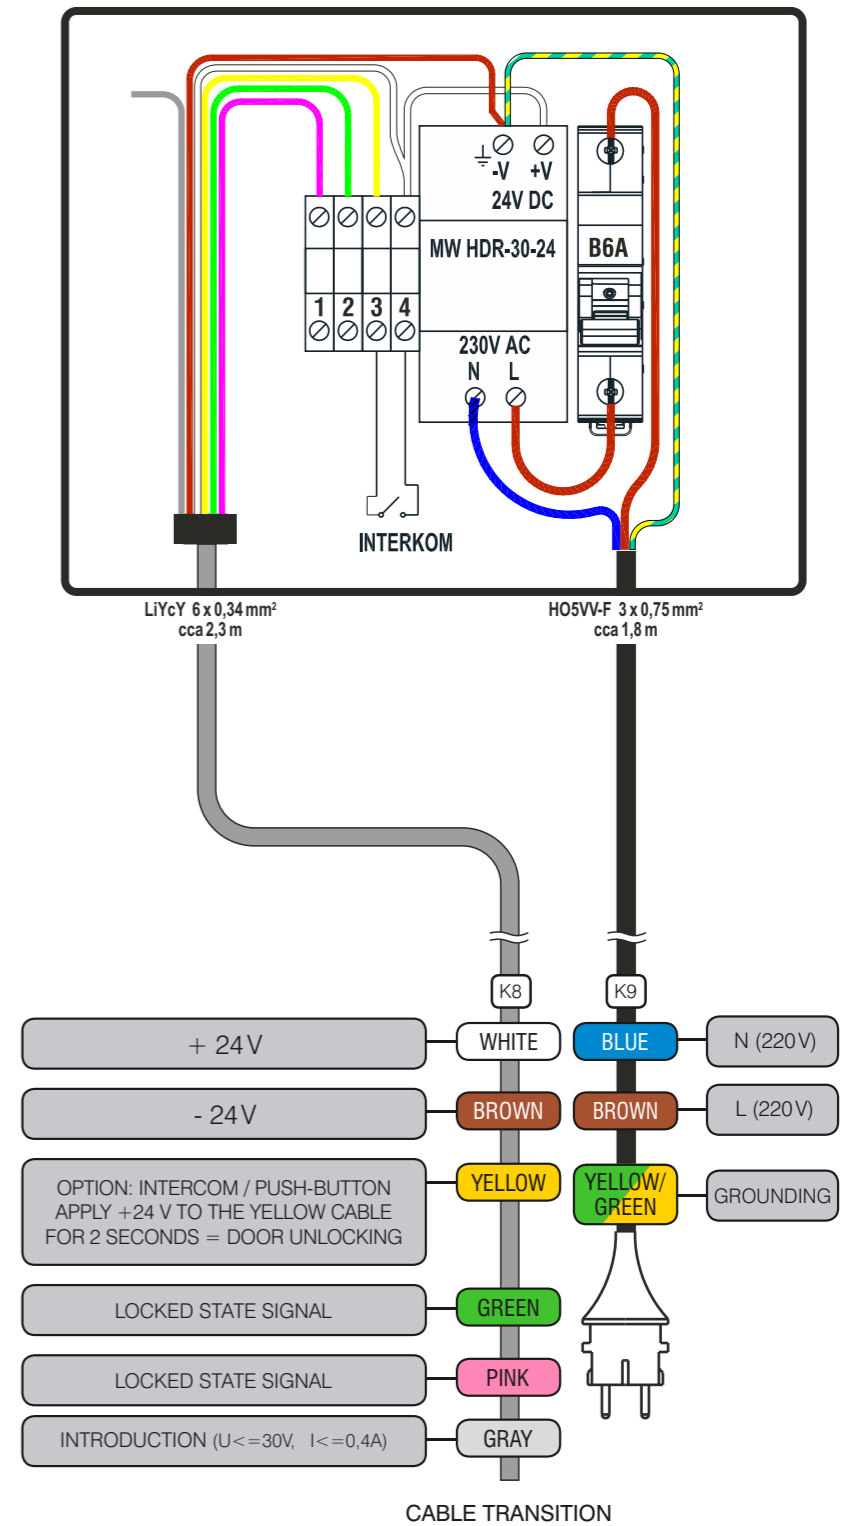 -V +V
24V DC
MW HDR-30-24
B6A
1 2 3 4
230V AC
N L
INTERKOM
LiYcY 6 x 0,34 mm²
cca 2,3 m
HO5VV-F 3 x 0,75 mm²
cca 1,8 m
K8
K9
+ 24 V
WHITE
BLUE
N (220 V)
- 24 V
BROWN
BROWN
L (220 V)
OPTION: INTERCOM / PUSH-BUTTON
APPLY +24 V TO THE YELLOW CABLE
FOR 2 SECONDS = DOOR UNLOCKING
YELLOW
YELLOW/
GREEN
GROUNDING
LOCKED STATE SIGNAL
GREEN
LOCKED STATE SIGNAL
PINK
INTRODUCTION (U<=30V, I<=0,4A)
GRAY
CABLE TRANSITION